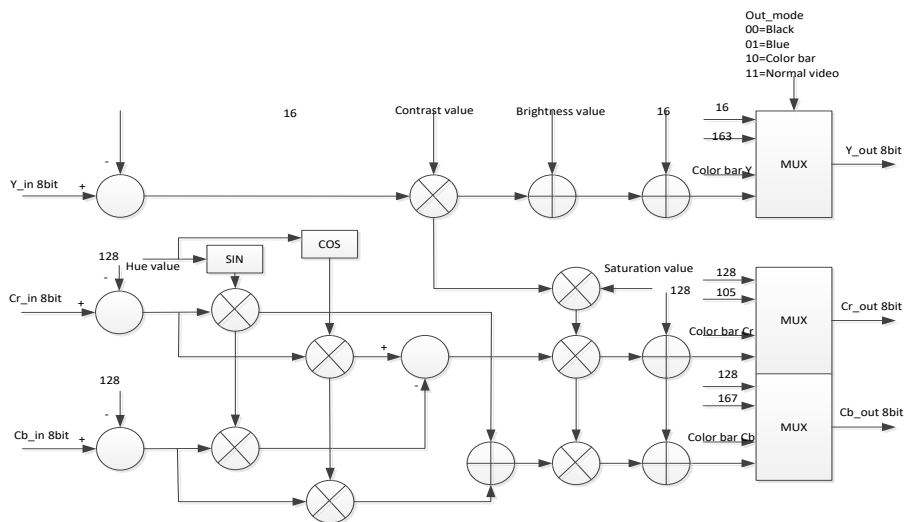 Out_mode
00=Black
01=Blue
10=Color bar
11=Normal video
16
Contrast value
Brightness value
16
16
163
-
MUX
Y_out 8bit
Y_in 8bit
+
Color bar Y
COS
128
Hue value
SIN
-
Saturation value
128
128
105
Cr_in 8bit
+
MUX
Cr_out 8bit
Color bar Cr
+
-
128
128
167
-
Cb_in 8bit
+
MUX
Cb_out 8bit
Color bar Cb